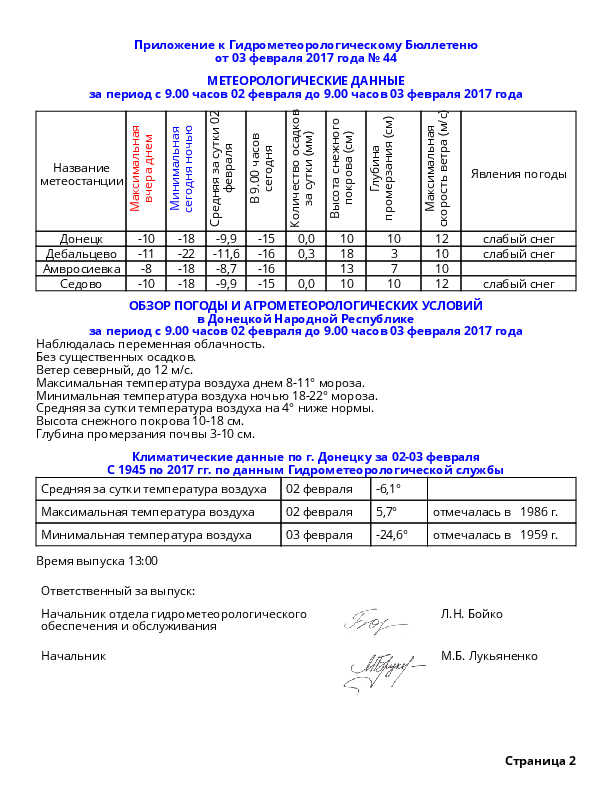 Приложение к Гидрометеорологическому Бюллетеню
от 03 февраля 2017 года № 44
МЕТЕОРОЛОГИЧЕСКИЕ ДАННЫЕ
за период с 9.00 часов 02 февраля до 9.00 часов 03 февраля 2017 года
Название метеостанции
Максимальная вчера днем
Минимальная сегодня ночью
Средняя за сутки 02 февраля
В 9.00 часов сегодня
Количество осадков за сутки (мм)
Высота снежного покрова (см)
Глубина промерзания (см)
Максимальная скорость ветра (м/с)
Явления погоды
Донецк -10 -18 -9,9 -15 0,0 10 10 12 слабый снег
Дебальцево -11 -22 -11,6 -16 0,3 18 3 10 слабый снег
Амвросиевка -8 -18 -8,7 -16 13 7 10
Седово -10 -18 -9,9 -15 0,0 10 10 12 слабый снег
ОБЗОР ПОГОДЫ И АГРОМЕТЕОРОЛОГИЧЕСКИХ УСЛОВИЙ
в Донецкой Народной Республике
за период с 9.00 часов 02 февраля до 9.00 часов 03 февраля 2017 года
Наблюдалась переменная облачность.
Без существенных осадков.
Ветер северный, до 12 м/с.
Максимальная температура воздуха днем 8-11° мороза.
Минимальная температура воздуха ночью 18-22° мороза.
Средняя за сутки температура воздуха на 4° ниже нормы.
Высота снежного покрова 10-18 см.
Глубина промерзания почвы 3-10 см.
Климатические данные по г. Донецку за 02-03 февраля
С 1945 по 2017 гг. по данным Гидрометеорологической службы
Средняя за сутки температура воздуха 02 февраля -6,1°
Максимальная температура воздуха 02 февраля 5,7° отмечалась в 1986 г.
Минимальная температура воздуха 03 февраля -24,6° отмечалась в 1959 г.
Время выпуска 13:00
Ответственный за выпуск:
Начальник отдела гидрометеорологического Л.Н. Бойко
обеспечения и обслуживания
Начальник М.Б. Лукьяненко
Страница 2